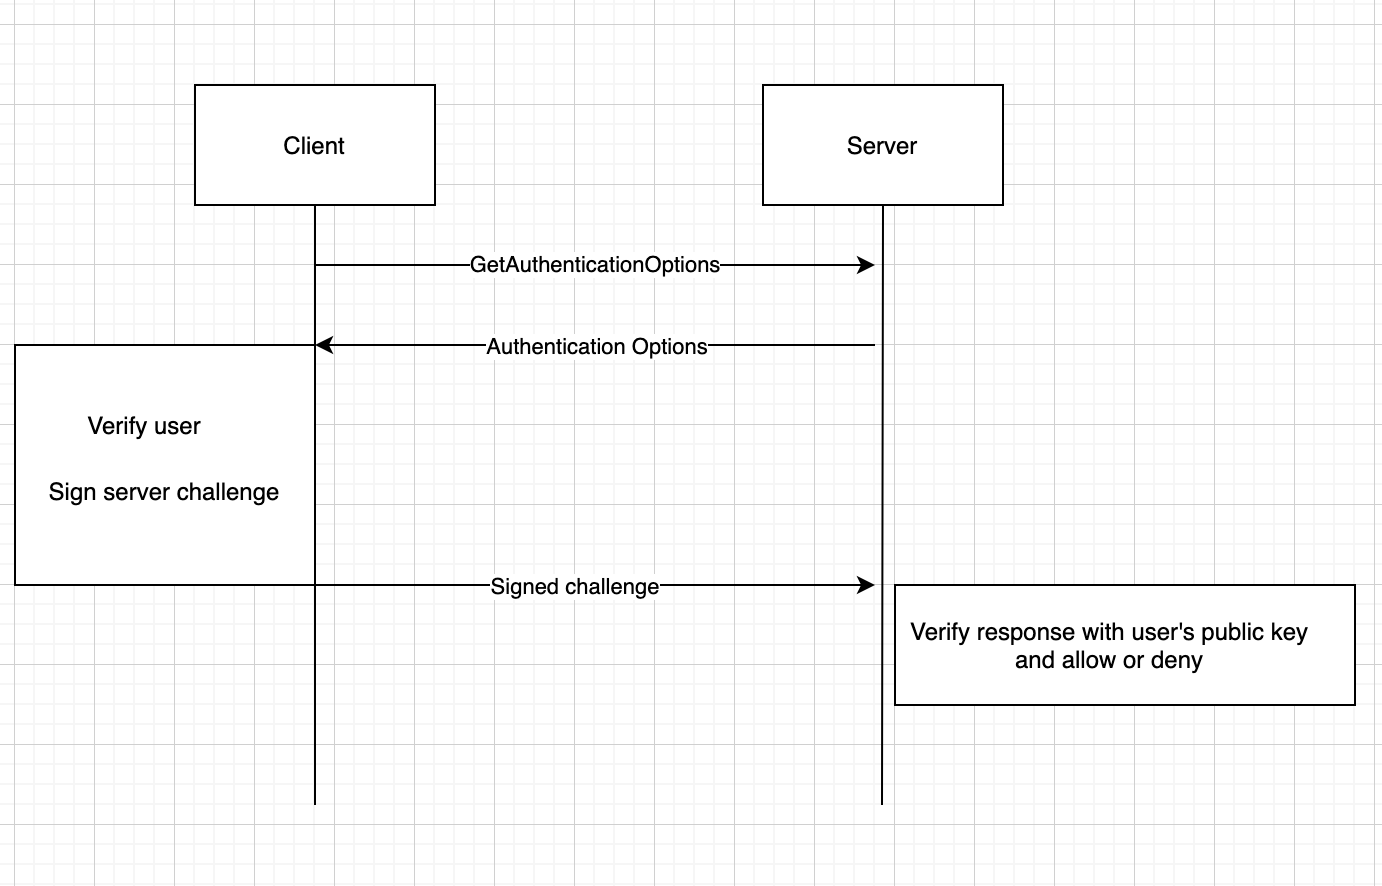 Client
Server
GetAuthenticationOptions
Authentication Options
Verify user
Sign server challenge
Signed challenge
Verify response with user's public key
and allow or deny